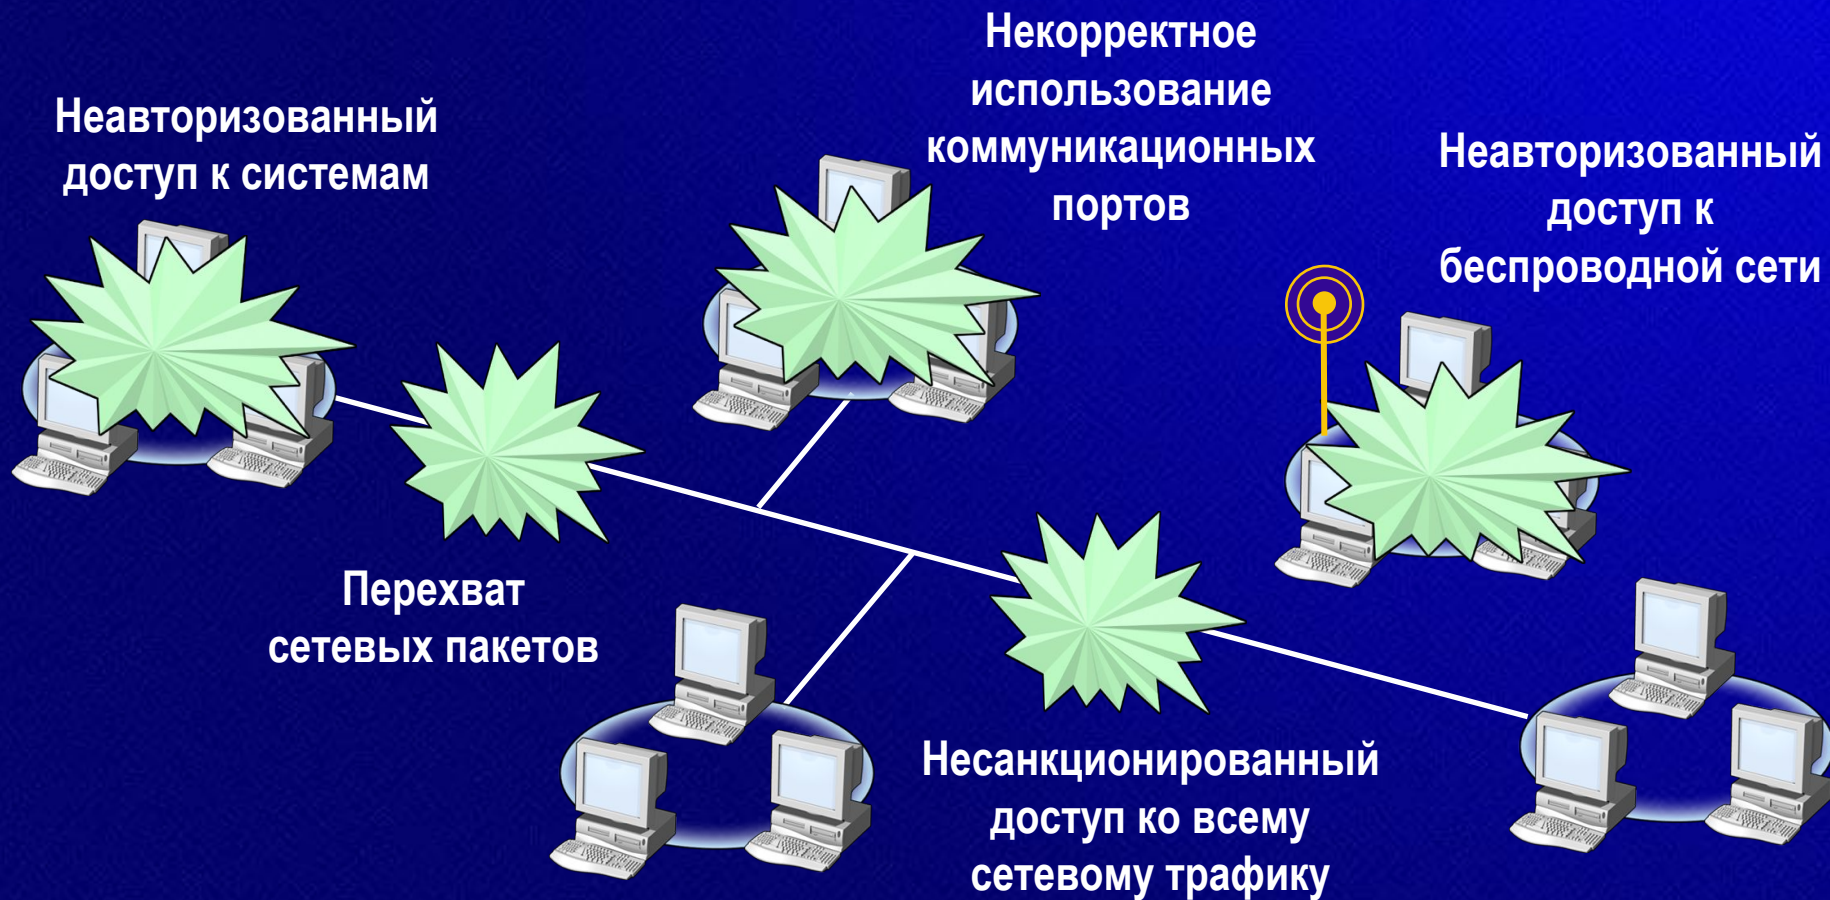 Неавторизованный
доступ к системам
Некорректное
использование
коммуникационных
портов
Неавторизованный
доступ к
беспроводной сети
Перехват
сетевых пакетов
Несанкционированный
доступ ко всему
сетевому трафику